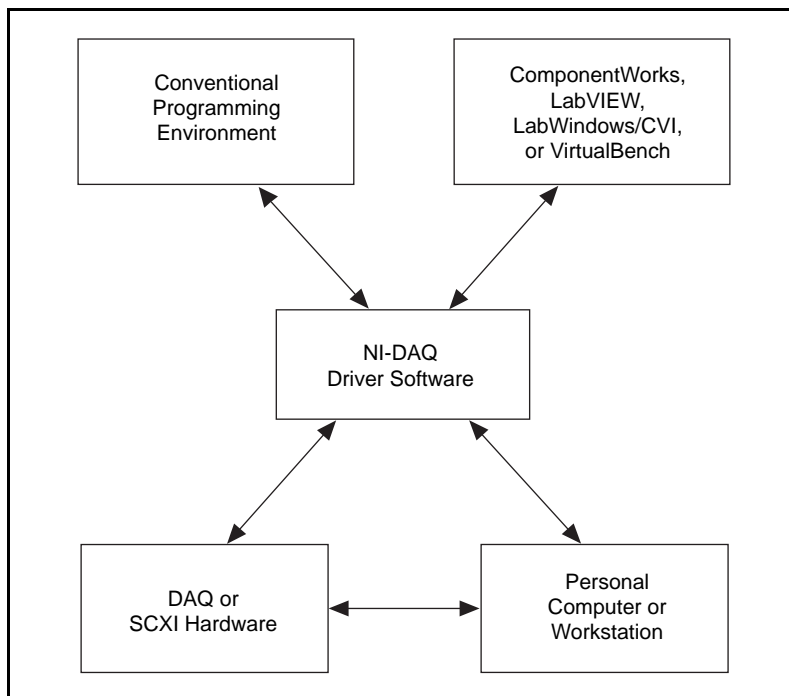 Conventional
Programming
Environment
ComponentWorks,
LabVIEW,
LabWindows/CVI,
or VirtualBench
NI-DAQ
Driver Software
DAQ or
SCXI Hardware
Personal
Computer or
Workstation